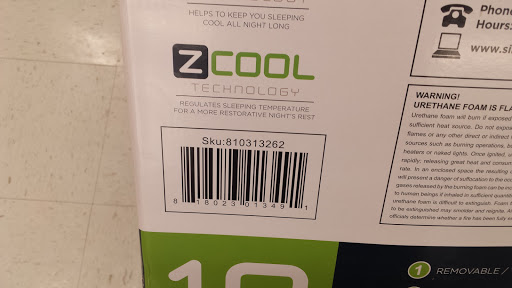 HELPS TO KEEP YOU SLEEPING
COOL ALL NIGHT LONG
ZCOOL
TECHNOLOGY
REGULATES SLEEPING TEMPERATURE
FOR A MORE RESTORATIVE NIGHT'S REST
Sku:810313262
8 18023 01349 1
Phone
Hours:
www.si
WARNING!
URETHANE FOAM IS FLA
Urethane foam will burn if exposed
sufficient heat source. Do not expose
flames or any other direct or indirect
sources such as burning operations,
heaters or naked lights. Once ignited,
rapidly, releasing great heat and consum
rate. In an enclosed space the resulting
will present a danger of suffocation to the
gases released by the burning foam can be
to human beings if inhaled in sufficient
urethane foam is difficult to extinguish. Foam
to be extinguished may smolder and reignite.
officials determine whether a fire has been fully
10
1 REMOVABLE /